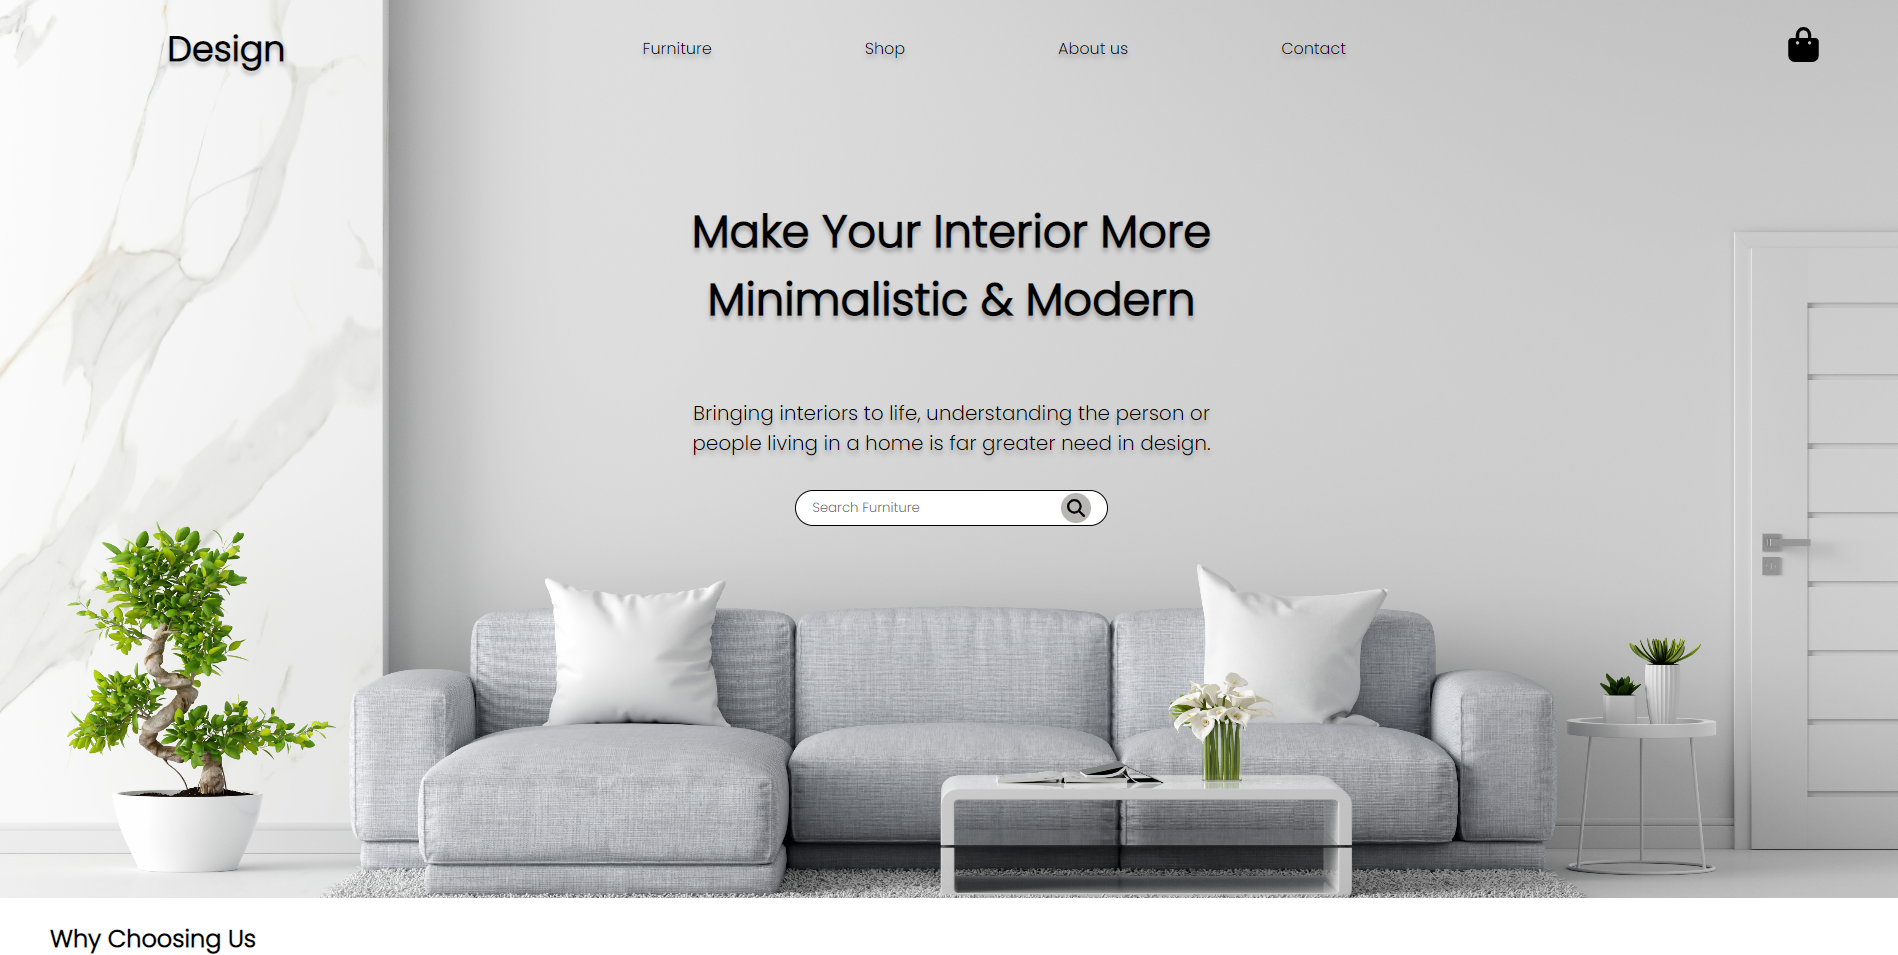 Design
Furniture
Shop
About us
Contact
Make Your Interior More
Minimalistic & Modern
Bringing interiors to life, understanding the person or
people living in a home is far greater need in design.
Search Furniture
Why Choosing Us